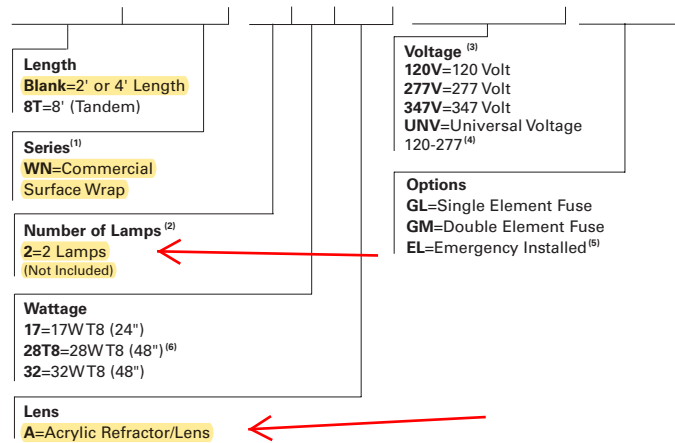 Length
Blank=2' or 4' Length
8T=8' (Tandem)
Series(1)
WN=Commercial
Surface Wrap
Number of Lamps (2)
2=2 Lamps
(Not Included)
Wattage
17=17W T8 (24")
28T8=28W T8 (48")(6)
32=32W T8 (48")
Lens
A=Acrylic Refractor/Lens
Voltage (3)
120V=120 Volt
277V=277 Volt
347V=347 Volt
UNV=Universal Voltage
120-277(4)
Options
GL=Single Element Fuse
GM=Double Element Fuse
EL=Emergency Installed(5)